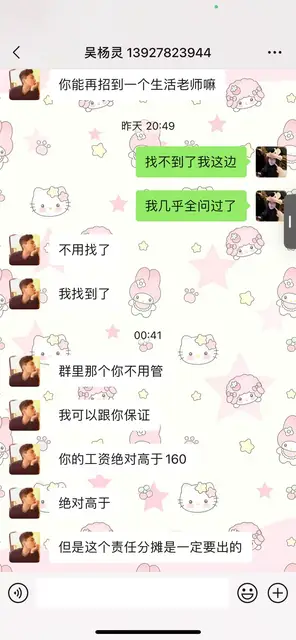 吴杨灵 13927823944
你能再招到一个生活老师嘛
昨天 20:49
找不到了我这边
我几乎全问过了
不用找了
我找到了
00:41
群里那个你不用管
我可以跟你保证
你的工资绝对高于160
绝对高于
但是这个责任分摊是一定要出的